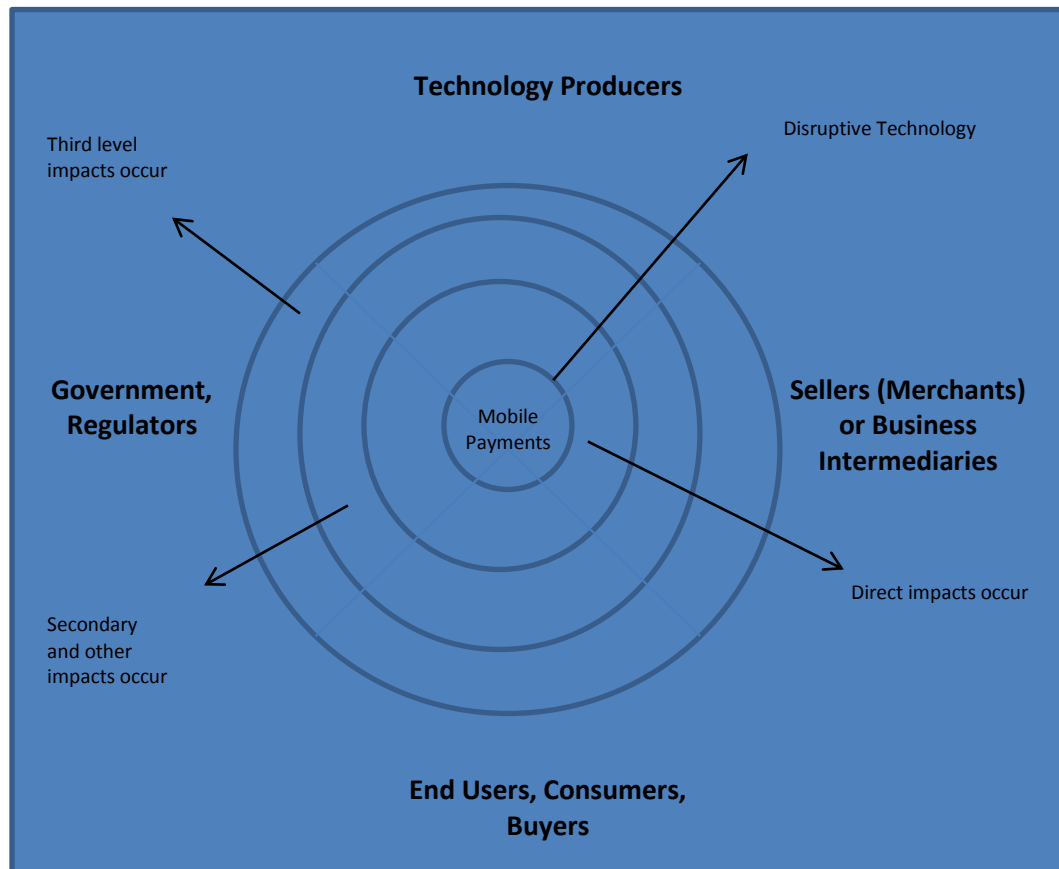 Technology Producers
Disruptive Technology
Third level
impacts occur
Government,
Regulators
Mobile
Payments
Sellers (Merchants)
or Business
Intermediaries
Direct impacts occur
Secondary
and other
impacts occur
End Users, Consumers,
Buyers